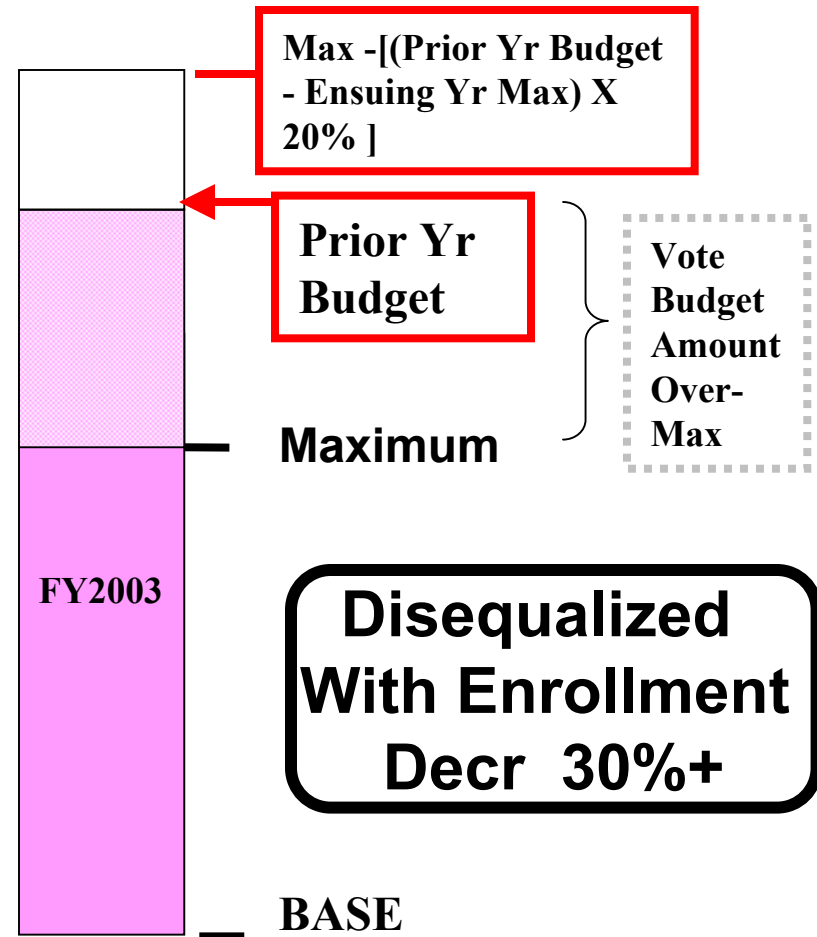 Max -[(Prior Yr Budget
- Ensuing Yr Max) X
20% ]
Prior Yr
Budget
Vote
Budget
Amount
Over-
Max
Maximum
FY2003
Disequalized
With Enrollment
Decr 30%+
BASE